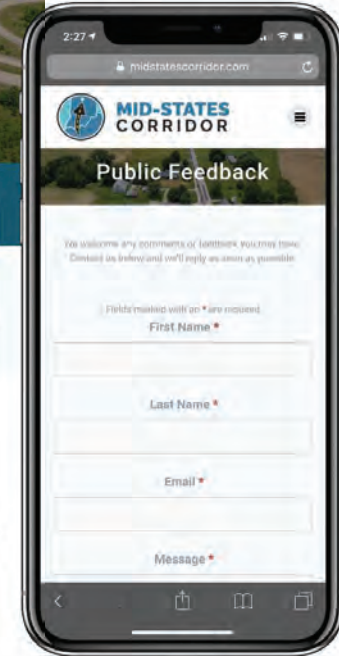 2:27
midstatescorridor.com
MID-STATES
CORRIDOR
Public Feedback
We welcome any comments or feedback you may have.
Contact us below and we'll reply as soon as possible.
Fields marked with an * are required
First Name *
Last Name *
Email *
Message *